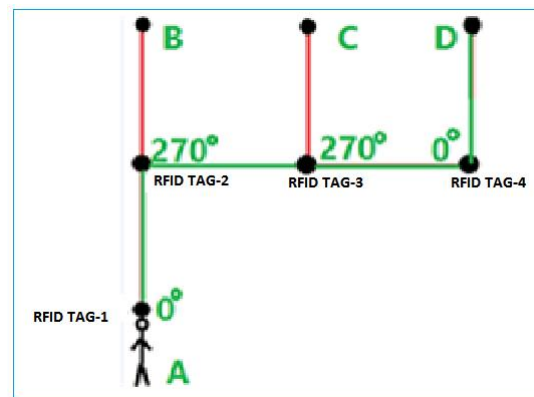 B
C
D
270°
270°
0°
RFID TAG-2
RFID TAG-3
RFID TAG-4
RFID TAG-1
0°
A